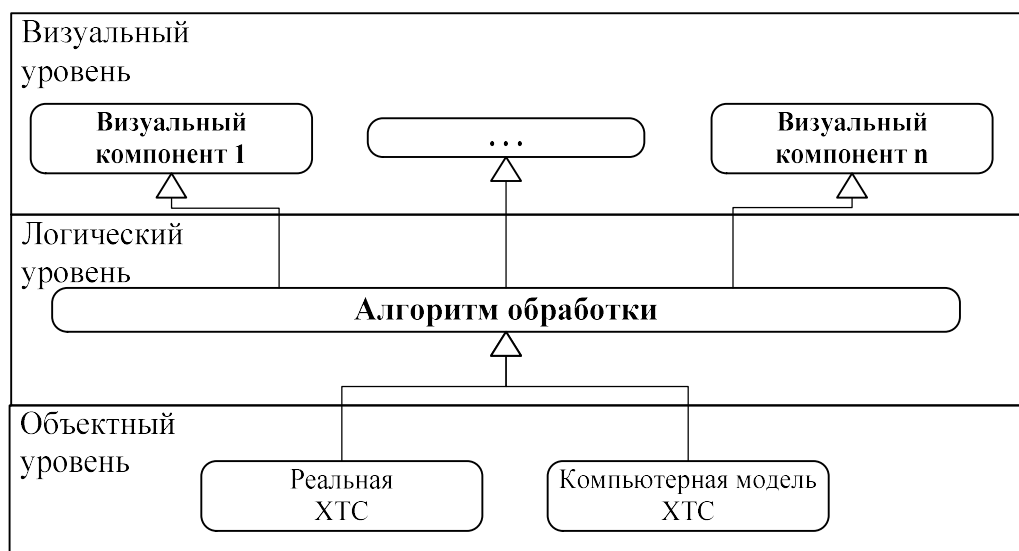 Визуальный
уровень
Визуальный
компонент 1
...
Визуальный
компонент n
Логический
уровень
Алгоритм обработки
Объектный
уровень
Реальная
ХТС
Компьютерная модель
ХТС